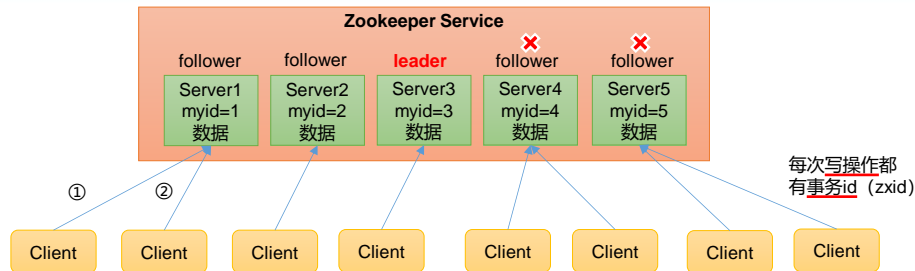 Zookeeper Service
follower
follower
leader
follower
follower
Server1
myid=1
数据
Server2
myid=2
数据
Server3
myid=3
数据
Server4
myid=4
数据
Server5
myid=5
数据
每次写操作都
有事务id（zxid）
①
②
Client
Client
Client
Client
Client
Client
Client
Client